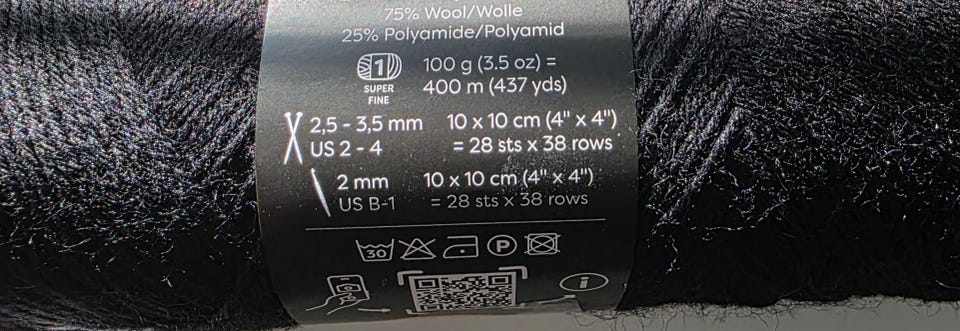 75% Wool/Wolle
25% Polyamide/Polyamid
1
SUPER
FINE
100 g (3.5 oz) =
400 m (437 yds)
2,5 - 3,5 mm
US 2 - 4
10 x 10 cm (4" x 4")
= 28 sts x 38 rows
2 mm
US B-1
10 x 10 cm (4" x 4")
= 28 sts x 38 rows
30
P
i